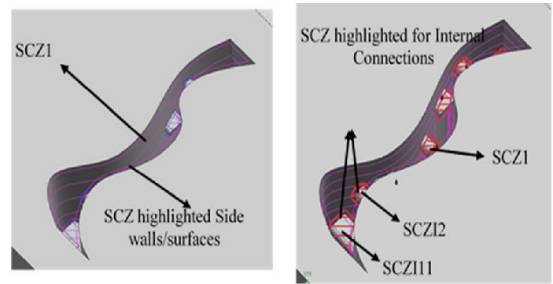 SCZ1
SCZ highlighted Side
walls/surfaces
SCZ highlighted for Internal
Connections
SCZ1
SCZI2
SCZI11